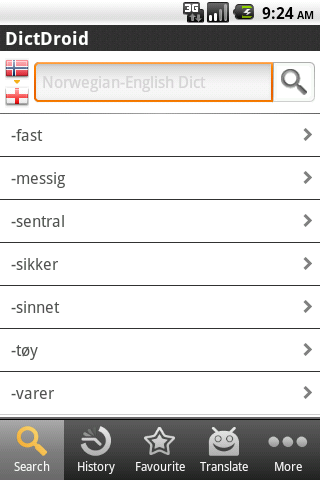 3G
9:24 AM
DictDroid
Norwegian-English Dict
-fast
-messig
-sentral
-sikker
-sinnet
-tøy
-varer
Search
History
Favourite
Translate
More